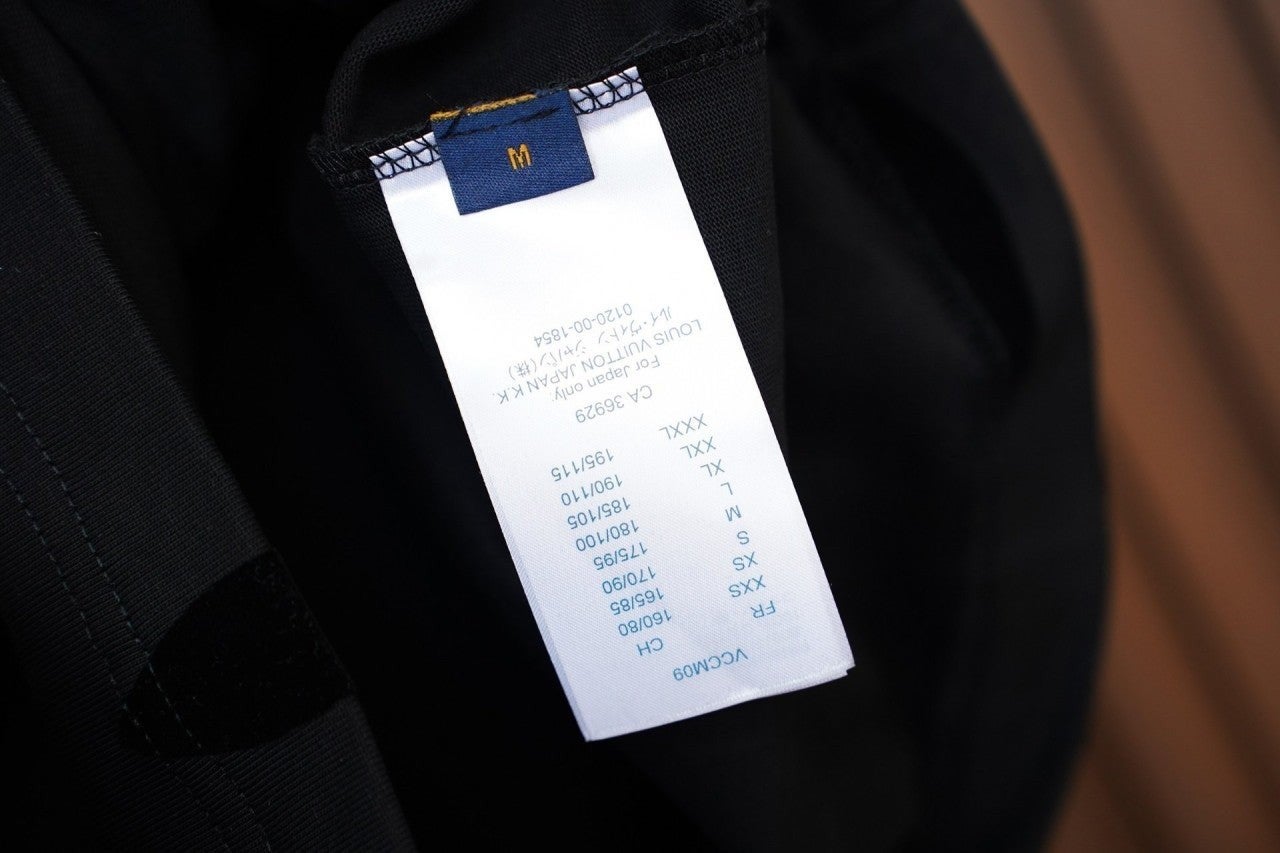 M
VCCM09
FR CH
XXS 160/80
XS 165/85
S 170/90
M 175/95
L 180/100
XL 185/105
XXL 190/110
XXXL 195/115
CA 36929
For Japan only.
LOUIS VUITTON JAPAN K.K.
ルイ・ヴィトン ジャパン(株)
0120-00-1854